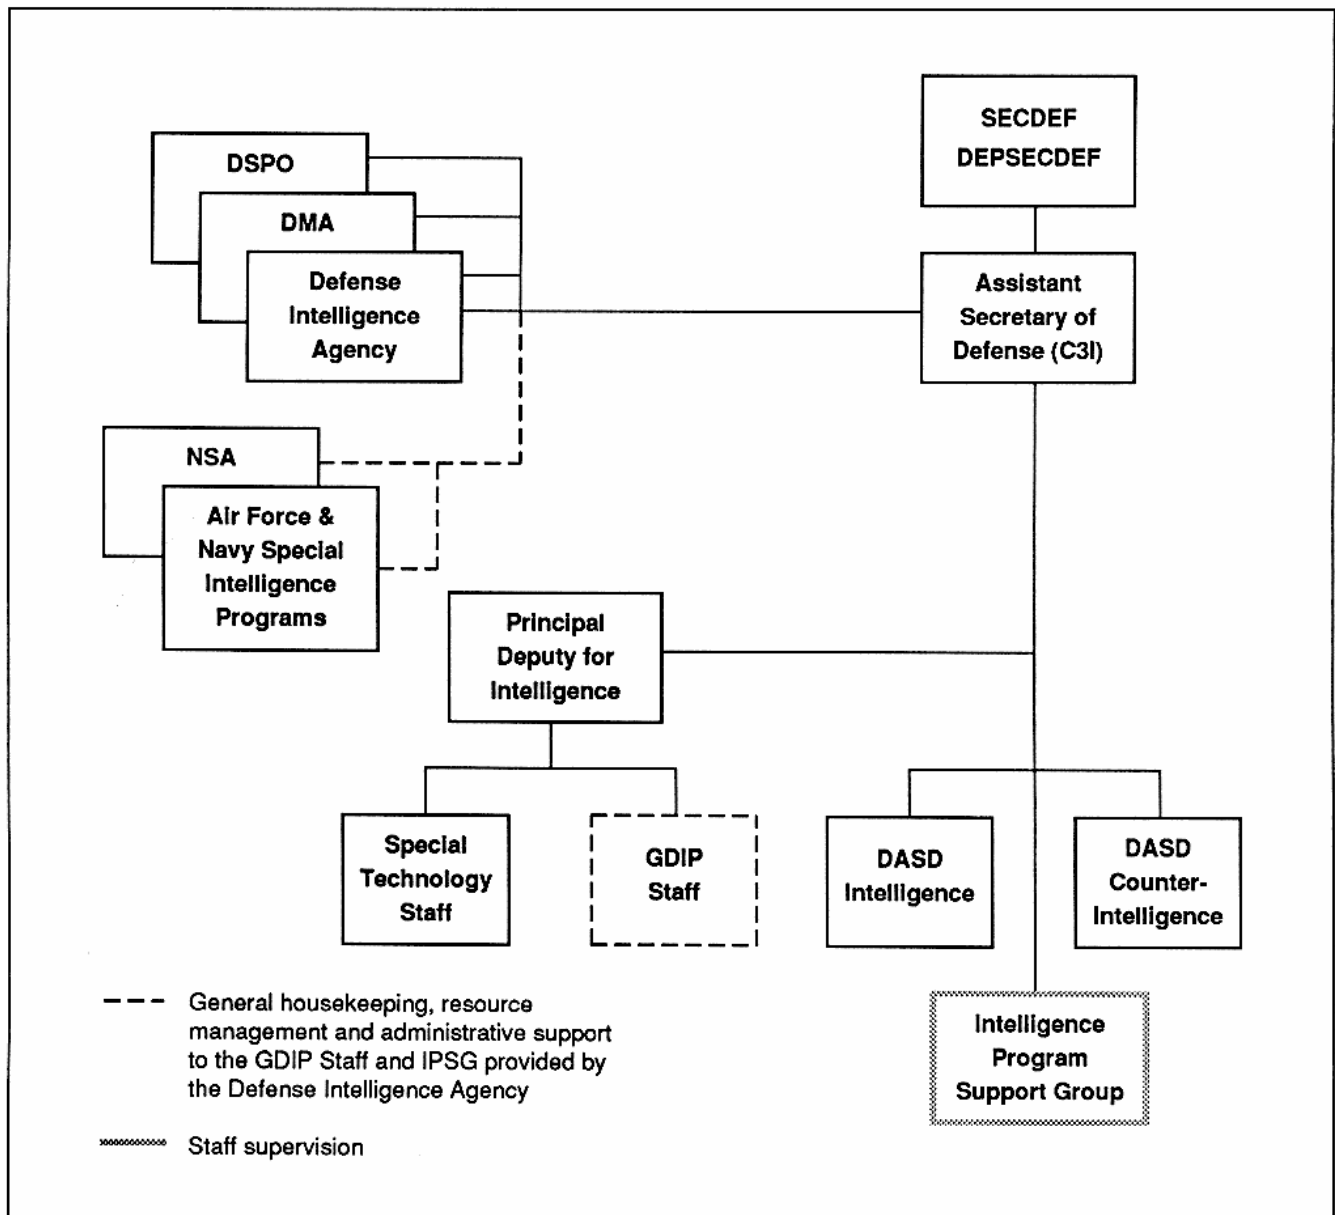 SECDEF
DEPSECDEF
DSPO
DMA
Defense
Intelligence
Agency
Assistant
Secretary of
Defense (C3I)
NSA
Air Force &
Navy Special
Intelligence
Programs
Principal
Deputy for
Intelligence
Special
Technology
Staff
GDIP
Staff
DASD
Intelligence
DASD
Counter-
Intelligence
General housekeeping, resource
management and administrative support
to the GDIP Staff and IPSG provided by
the Defense Intelligence Agency
Staff supervision
Intelligence
Program
Support Group